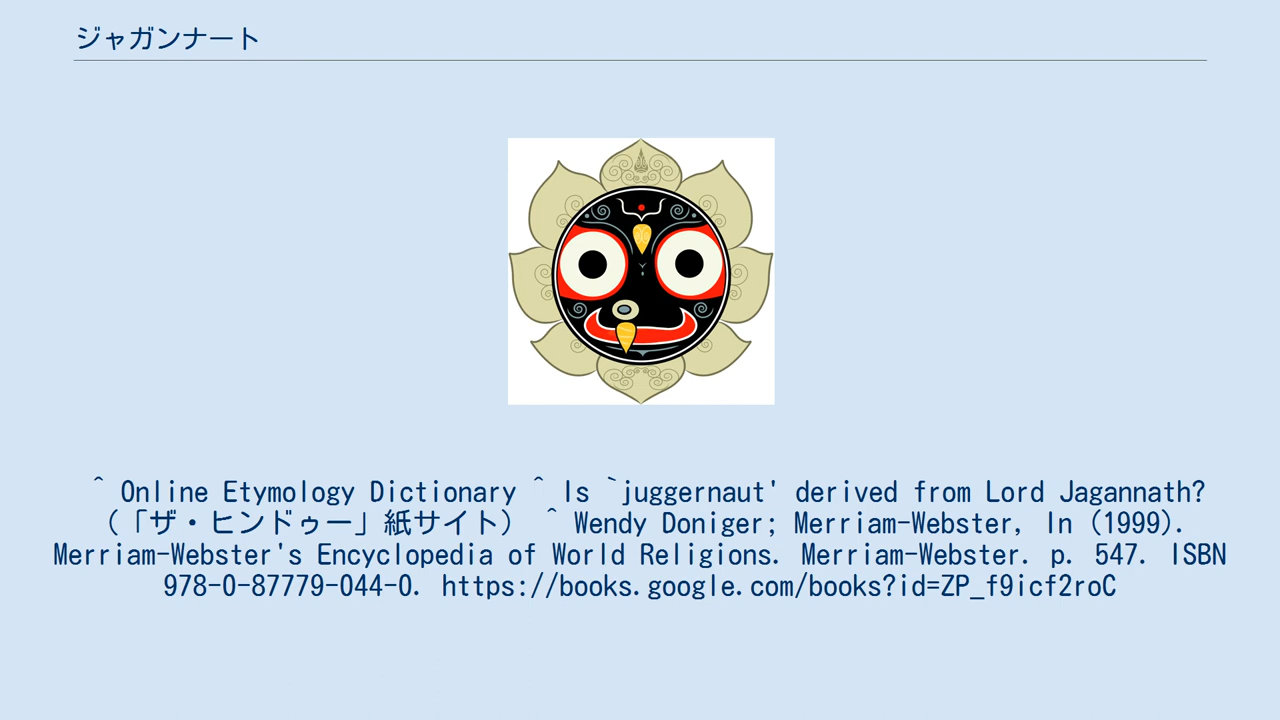 ジャガンナート
^ Online Etymology Dictionary ^ Is `juggernaut' derived from Lord Jagannath?
（「ザ・ヒンドゥー」紙サイト） ^ Wendy Doniger; Merriam-Webster, In (1999).
Merriam-Webster's Encyclopedia of World Religions. Merriam-Webster. p. 547. ISBN
978-0-87779-044-0. https://books.google.com/books?id=ZP_f9icf2roC